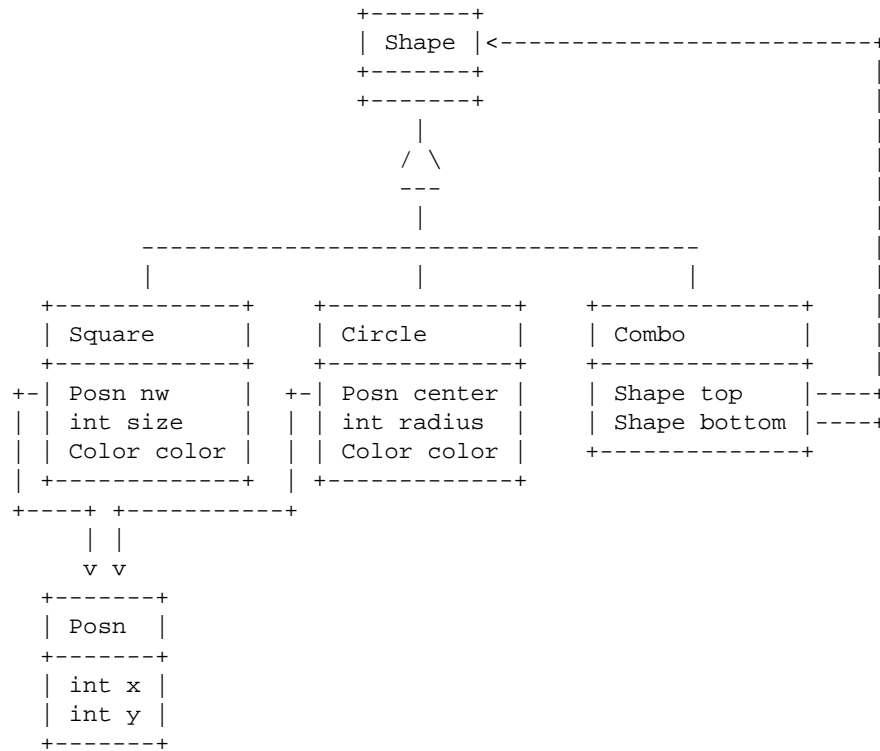 Shape
Square
Circle
Combo
Posn nw
int size
Color color
Posn center
int radius
Color color
Shape top
Shape bottom
v v
Posn
int x
int y